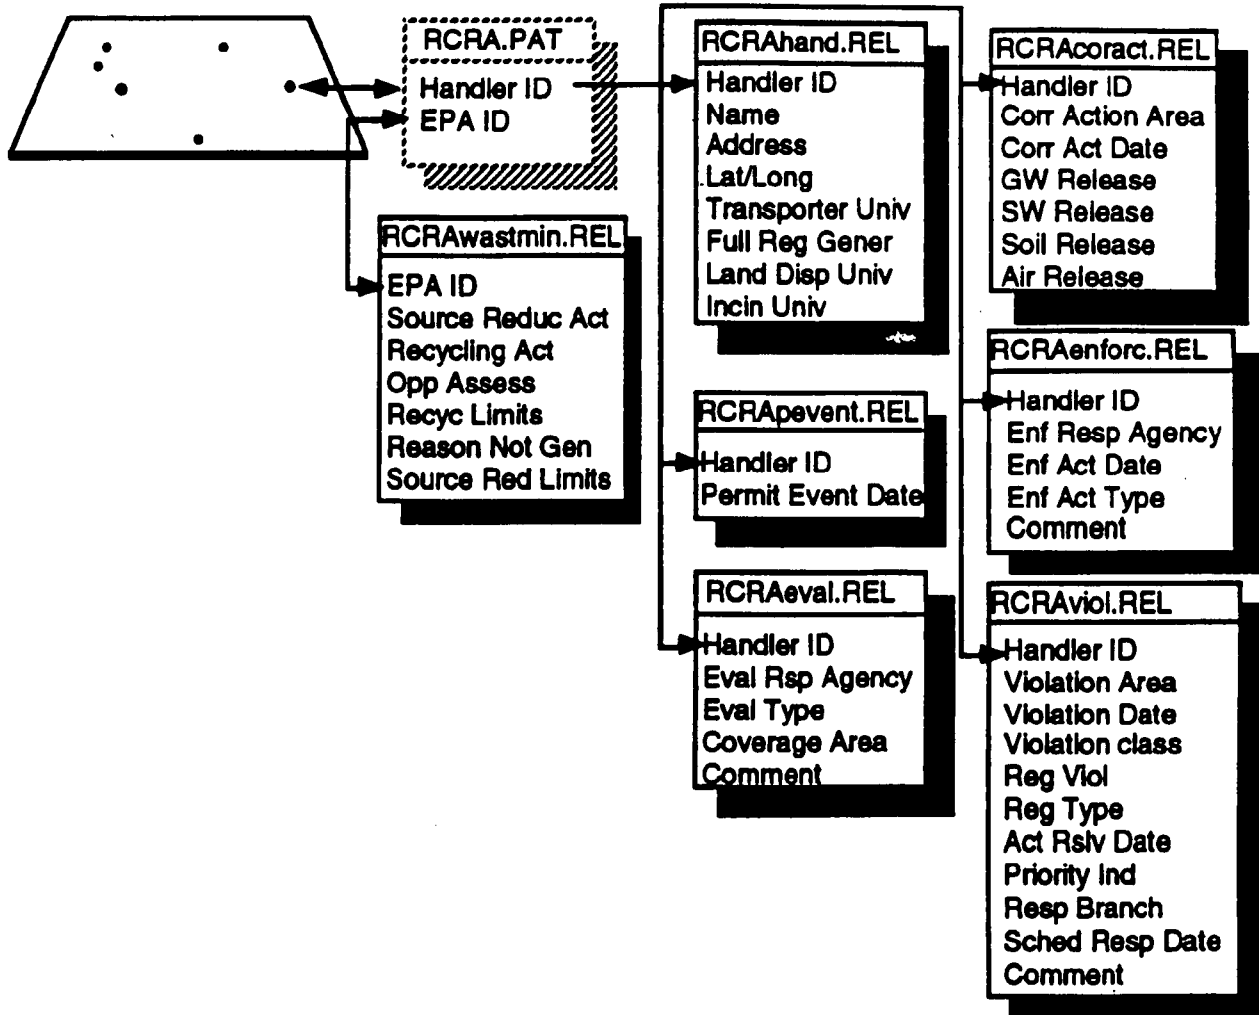 RCRA.PAT
Handler ID
EPA ID
RCRAwastmin.REL
EPA ID
Source Reduc Act
Recycling Act
Opp Assess
Recyc Limits
Reason Not Gen
Source Red Limits
RCRAhand.REL
Handler ID
Name
Address
Lat/Long
Transporter Univ
Full Reg Gener
Land Disp Univ
Incin Univ
RCRApevent.REL
Handler ID
Permit Event Date
RCRAeval.REL
Handler ID
Eval Rsp Agency
Eval Type
Coverage Area
Comment
RCRAcoract.REL
Handler ID
Corr Action Area
Corr Act Date
GW Release
SW Release
Soil Release
Air Release
RCRAenforc.REL
Handler ID
Enf Resp Agency
Enf Act Date
Enf Act Type
Comment
RCRAviol.REL
Handler ID
Violation Area
Violation Date
Violation class
Reg Viol
Reg Type
Act Rslv Date
Priority Ind
Resp Branch
Sched Resp Date
Comment